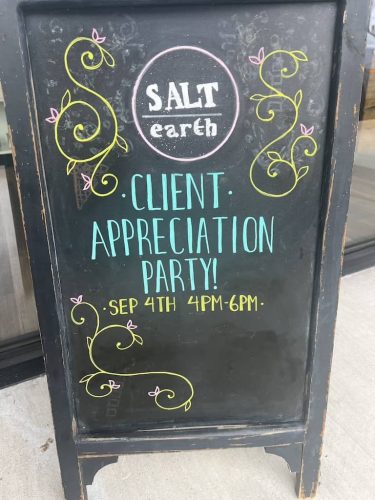 SALT
earth
·CLIENT·
APPRECIATION
PARTY!
·SEP 4TH 4PM-6PM·